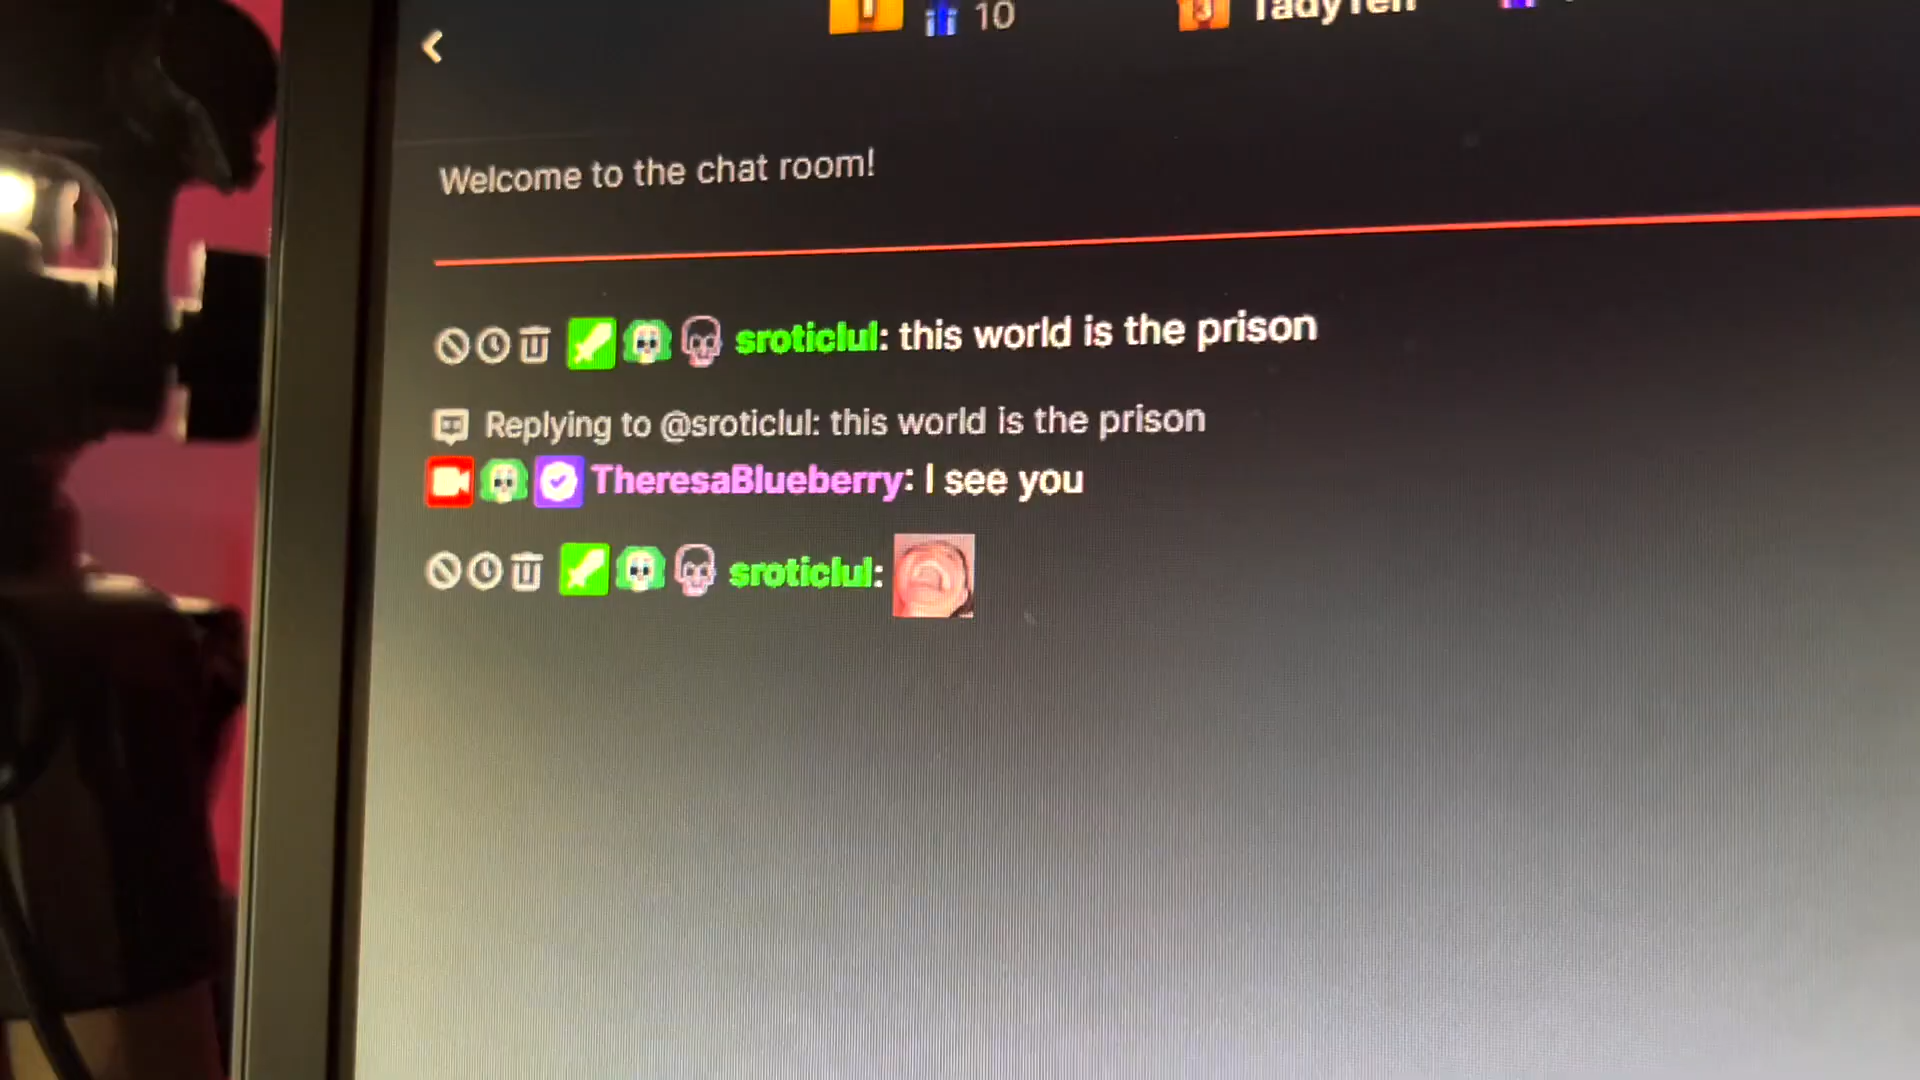 10
Welcome to the chat room!
sroticlul: this world is the prison
Replying to @sroticlul: this world is the prison
TheresaBlueberry: I see you
sroticlul: